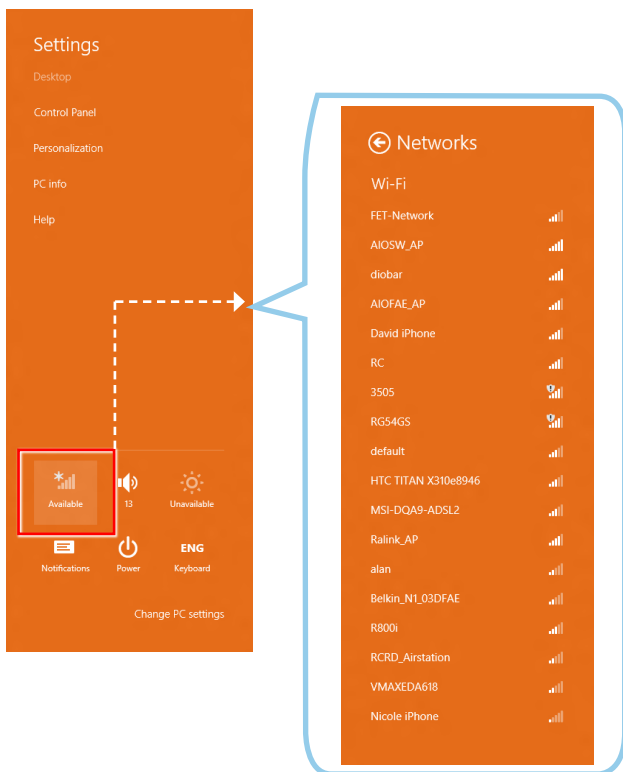 Settings
Desktop
Control Panel
Personalization
PC info
Help
Available
13
Unavailable
Notifications
Power
ENG
Keyboard
Change PC settings
Networks
Wi-Fi
FET-Network
AIOSW_AP
diobar
AIOFAE_AP
David iPhone
RC
3505
RG54GS
default
HTC TITAN X310e8946
MSI-DQA9-ADSL2
Ralink_AP
alan
Belkin_N1_03DFAE
R800i
RCRD_Airstation
VMAXEDA618
Nicole iPhone